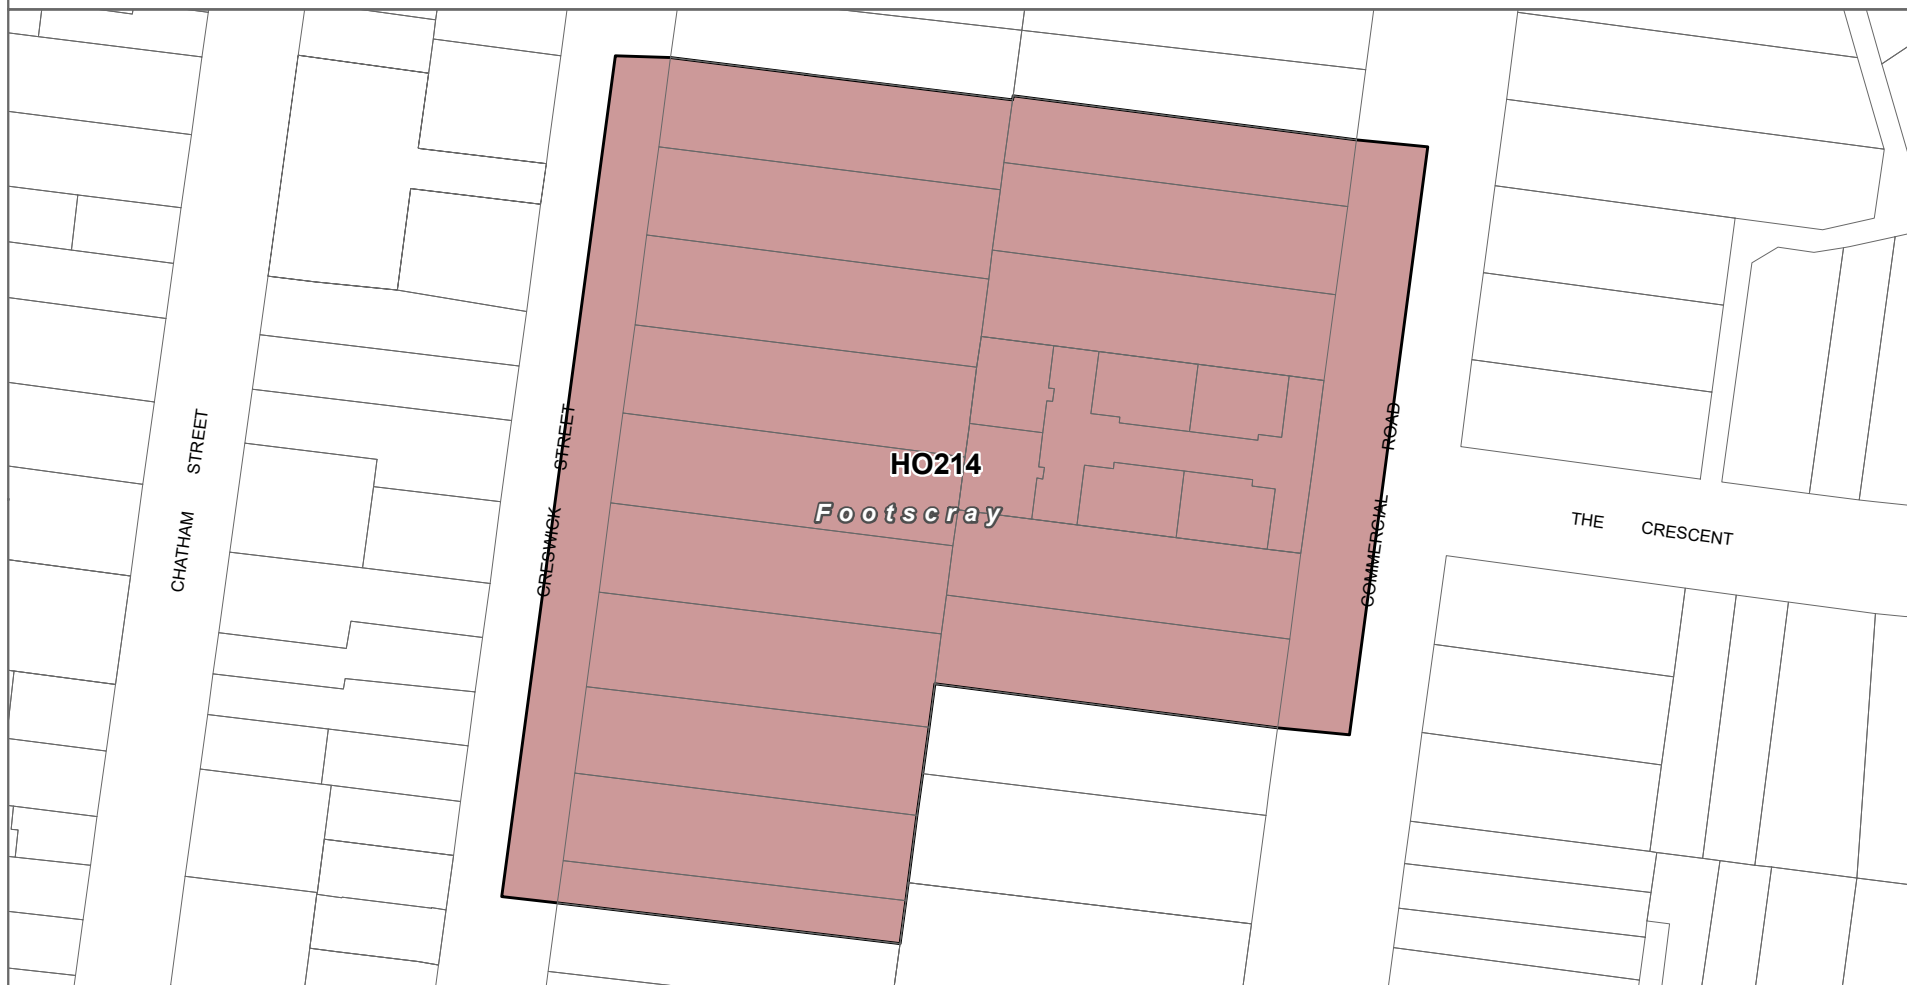 CHATHAM STREET
CRESWICK STREET
HO214
Footscray
COMMERCIAL ROAD
THE CRESCENT